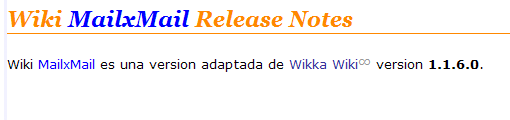 Wiki MailxMail Release Notes
Wiki MailxMail es una version adaptada de Wikka Wiki∞ version 1.1.6.0.